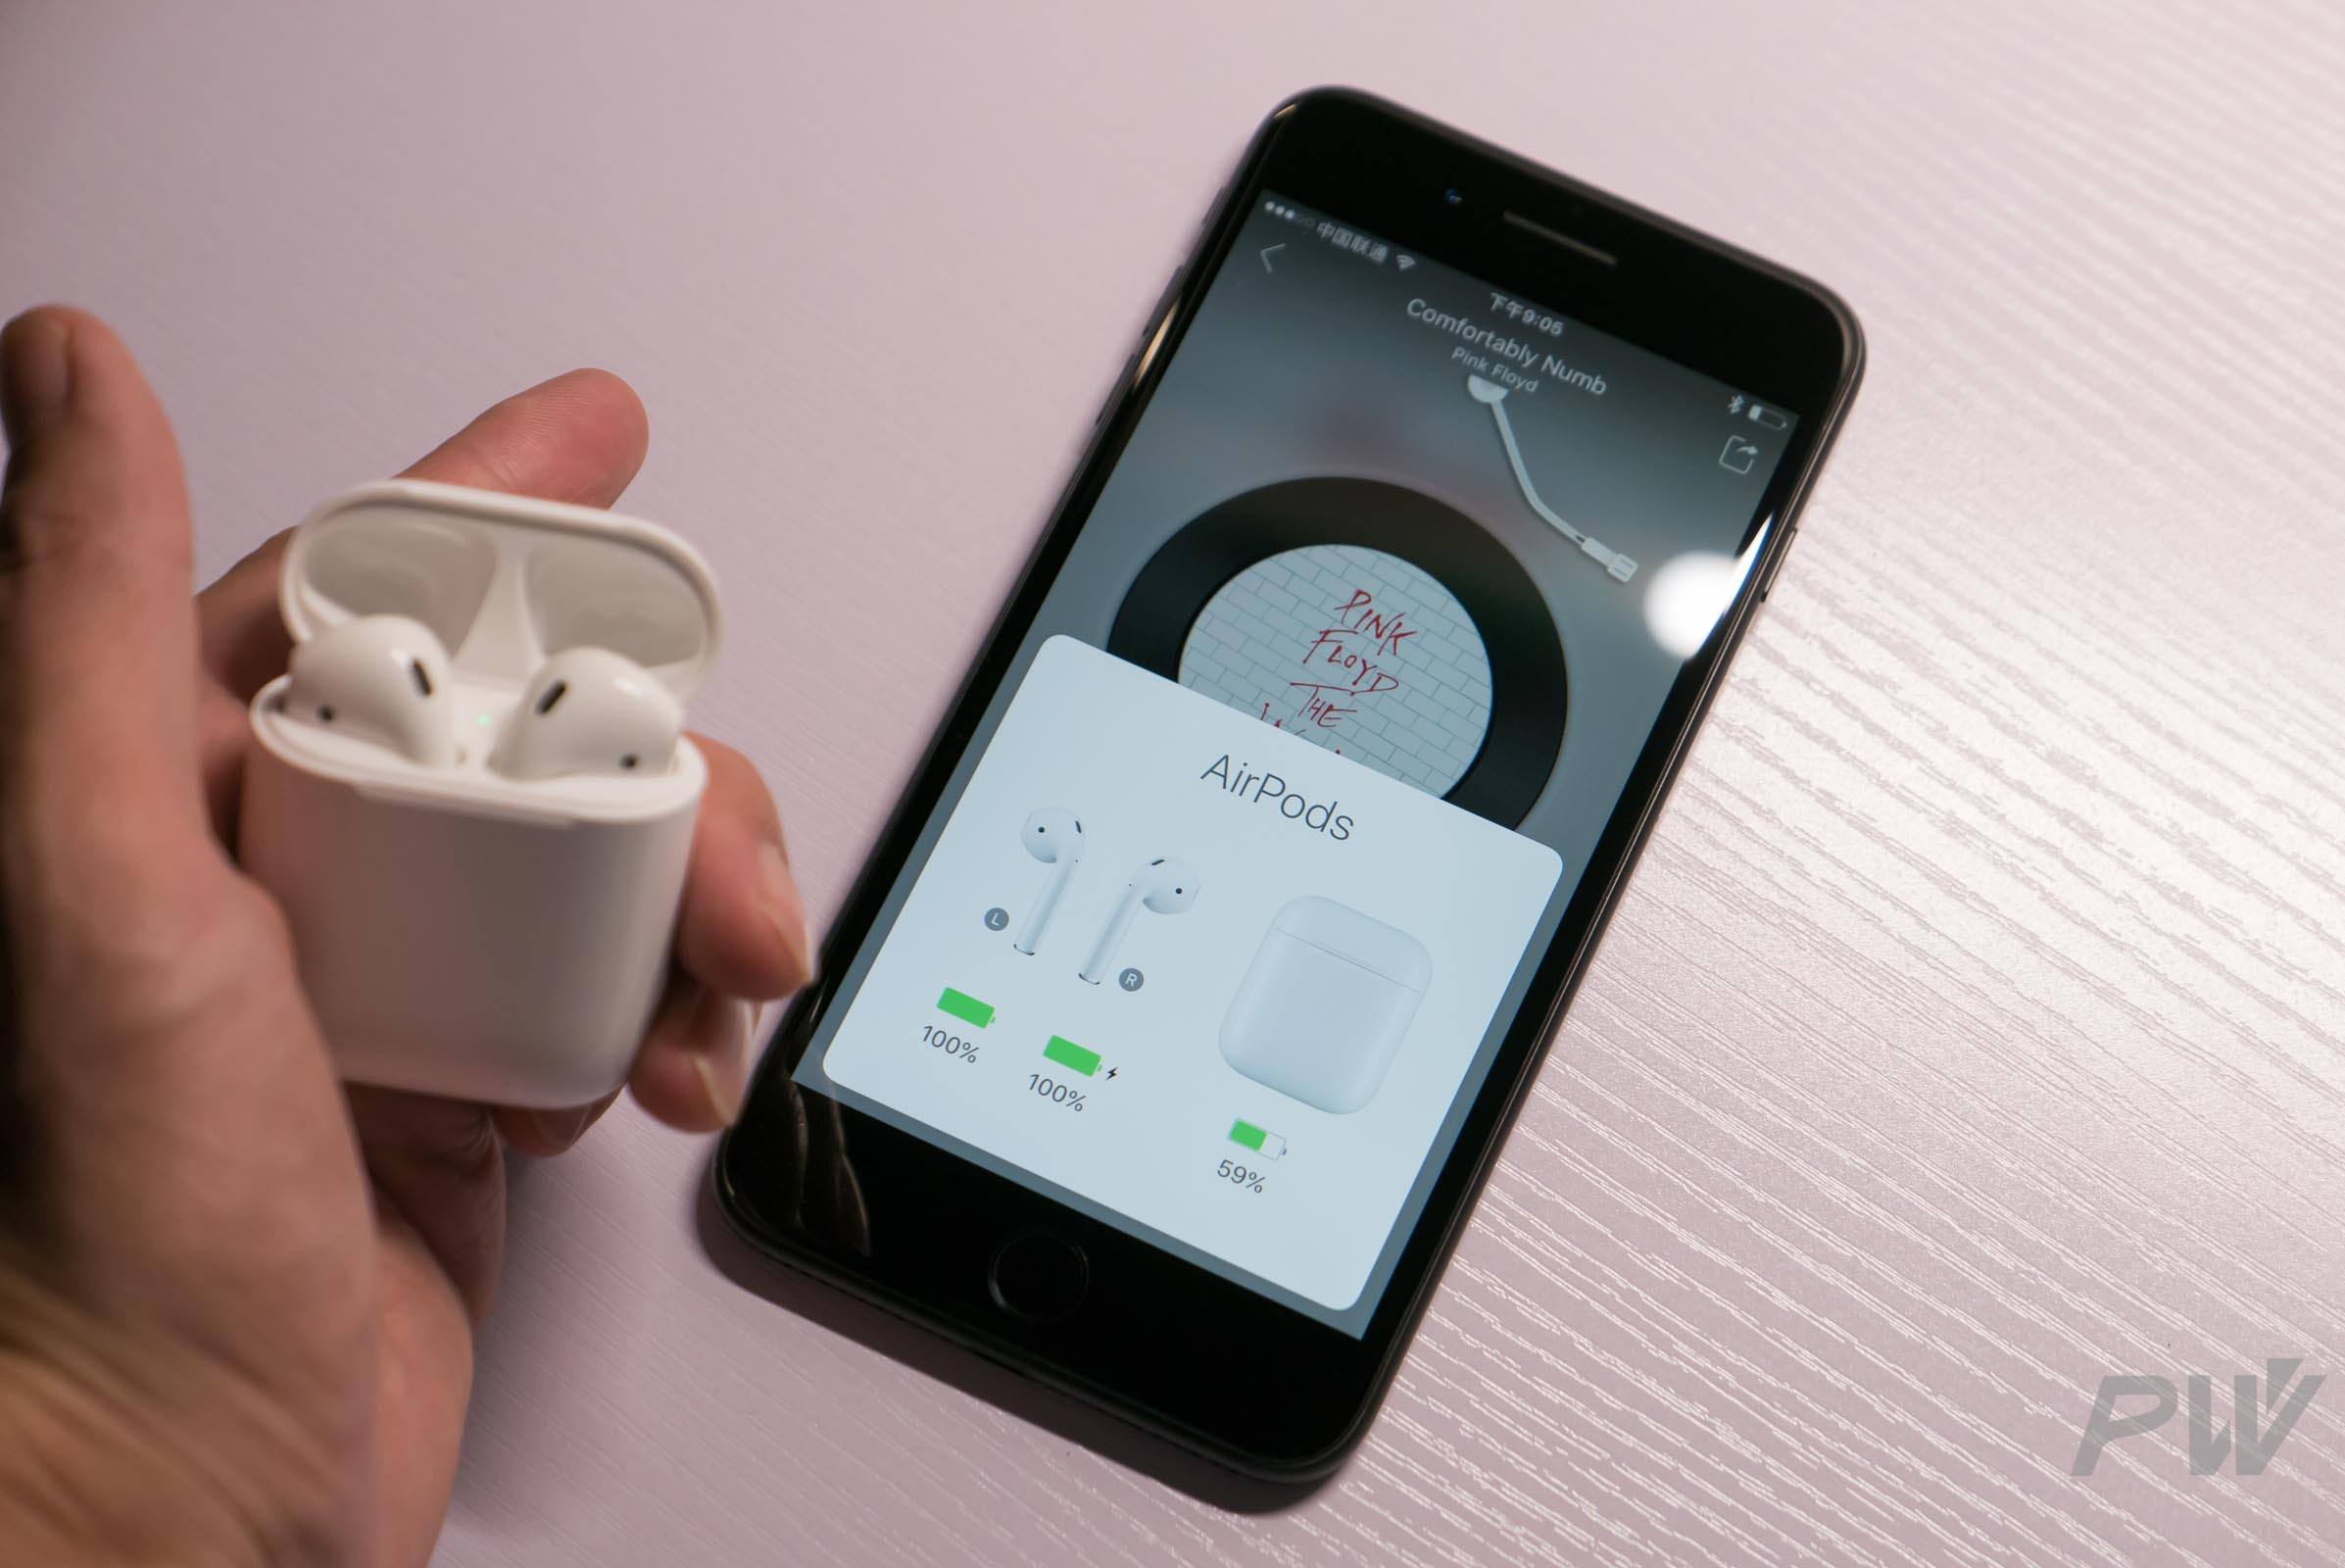 中国联通
下午9:05
Comfortably Numb
Pink Floyd
PINK
FLOYD
THE
AirPods
L
R
100%
100%
59%
PW